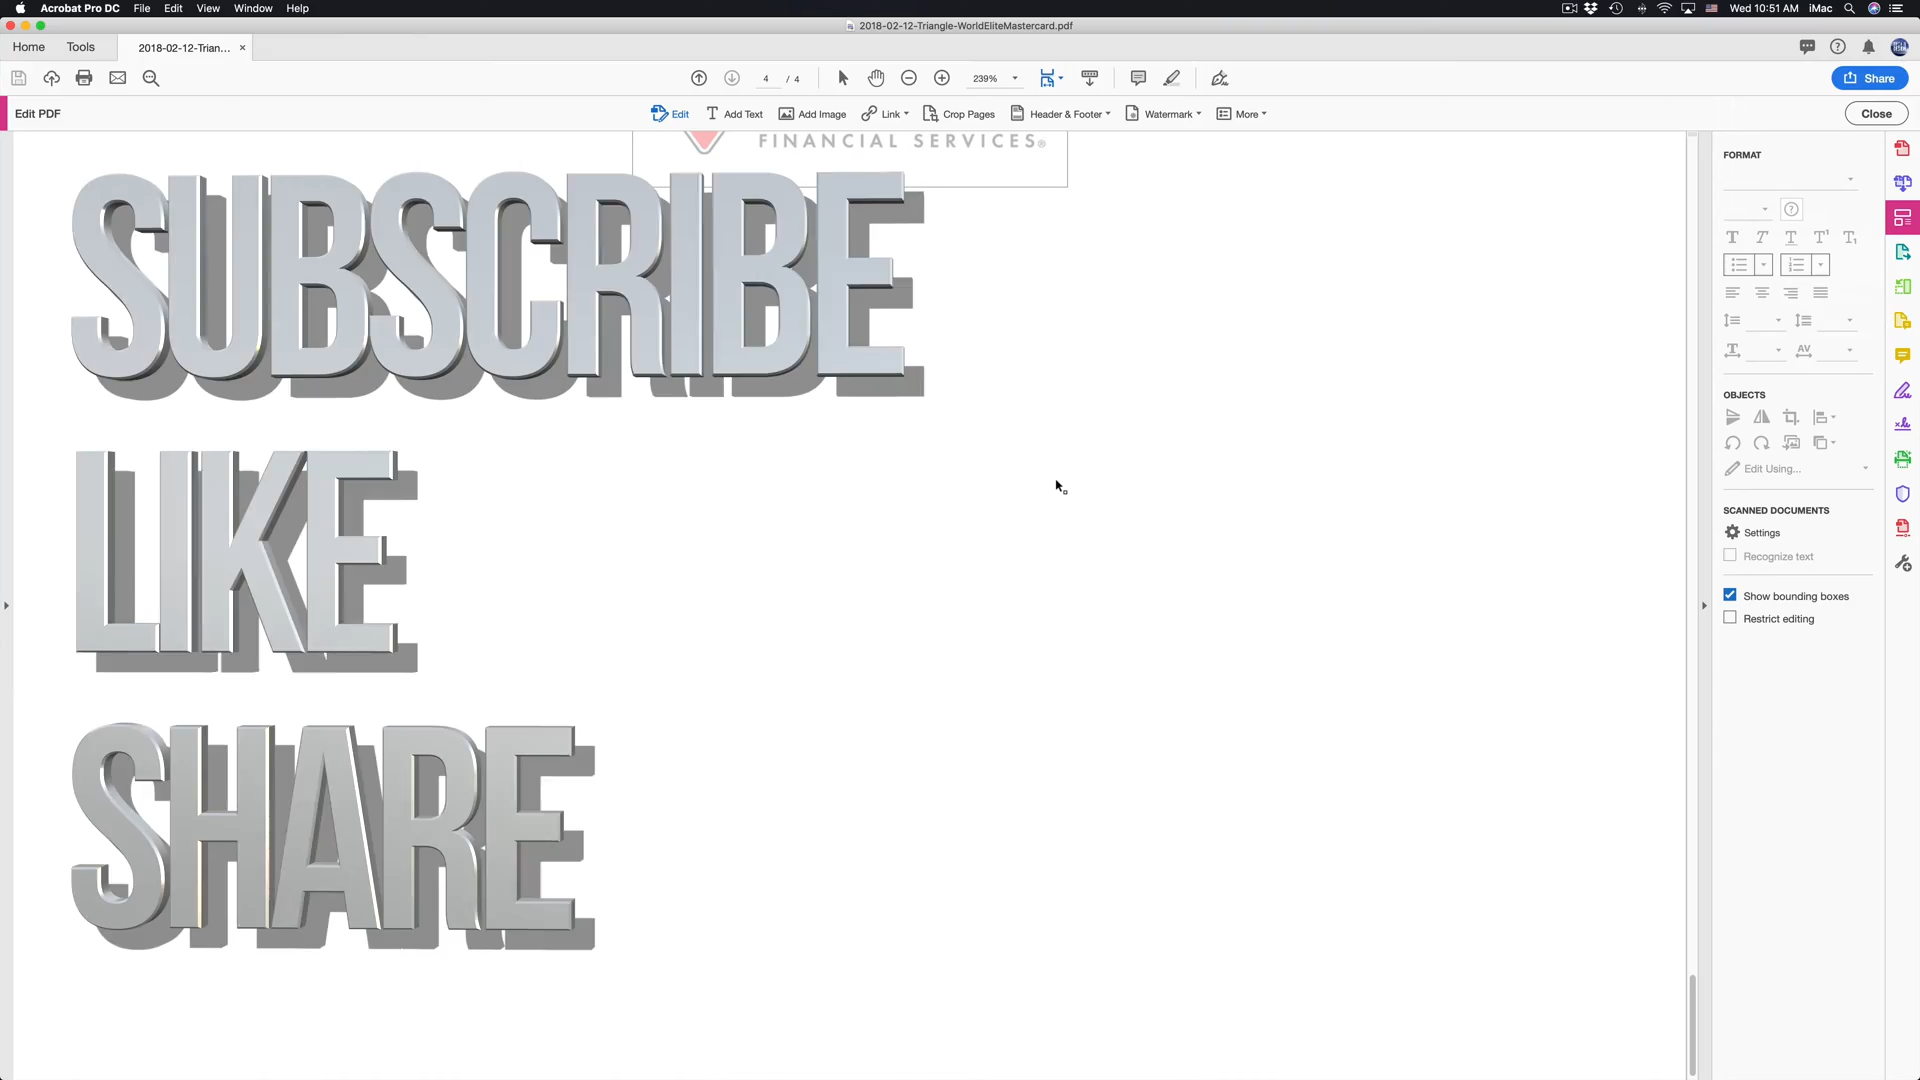 Acrobat Pro DC File Edit View Window Help Wed 10:51 AM iMac
2018-02-12-Triangle-WorldEliteMastercard.pdf
Home Tools 2018-02-12-Trian... ×
4 / 4 239% Share
Edit PDF Edit Add Text Add Image Link Crop Pages Header & Footer Watermark More Close
FINANCIAL SERVICES®
SUBSCRIBE
LIKE
SHARE
FORMAT
OBJECTS
Edit Using...
SCANNED DOCUMENTS
Settings
Recognize text
Show bounding boxes
Restrict editing